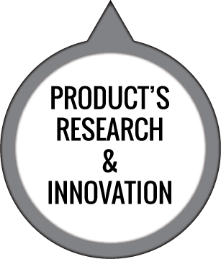 PRODUCT'S
RESEARCH
&
INNOVATION